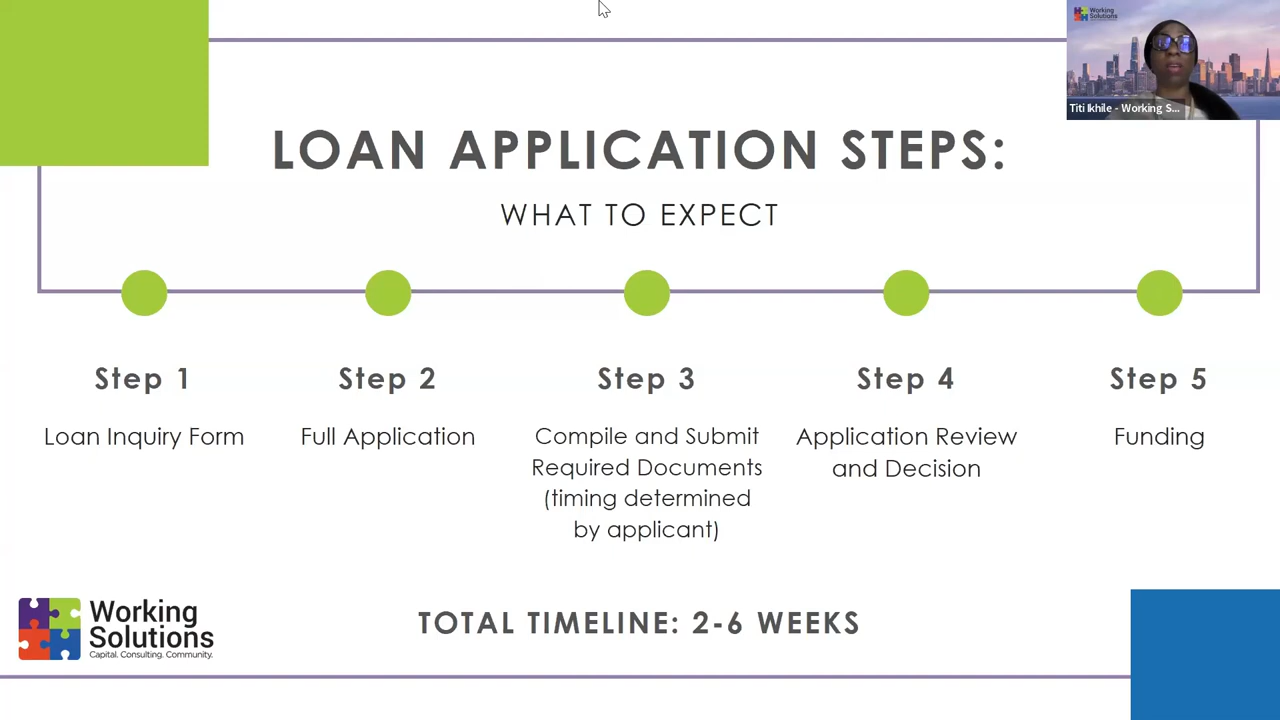 Working
Solutions
Titi Ikhile - Working S...
LOAN APPLICATION STEPS:
WHAT TO EXPECT
Step 1
Loan Inquiry Form
Step 2
Full Application
Step 3
Compile and Submit
Required Documents
(timing determined
by applicant)
Step 4
Application Review
and Decision
Step 5
Funding
Working
Solutions
Capital. Consulting. Community.
TOTAL TIMELINE: 2-6 WEEKS